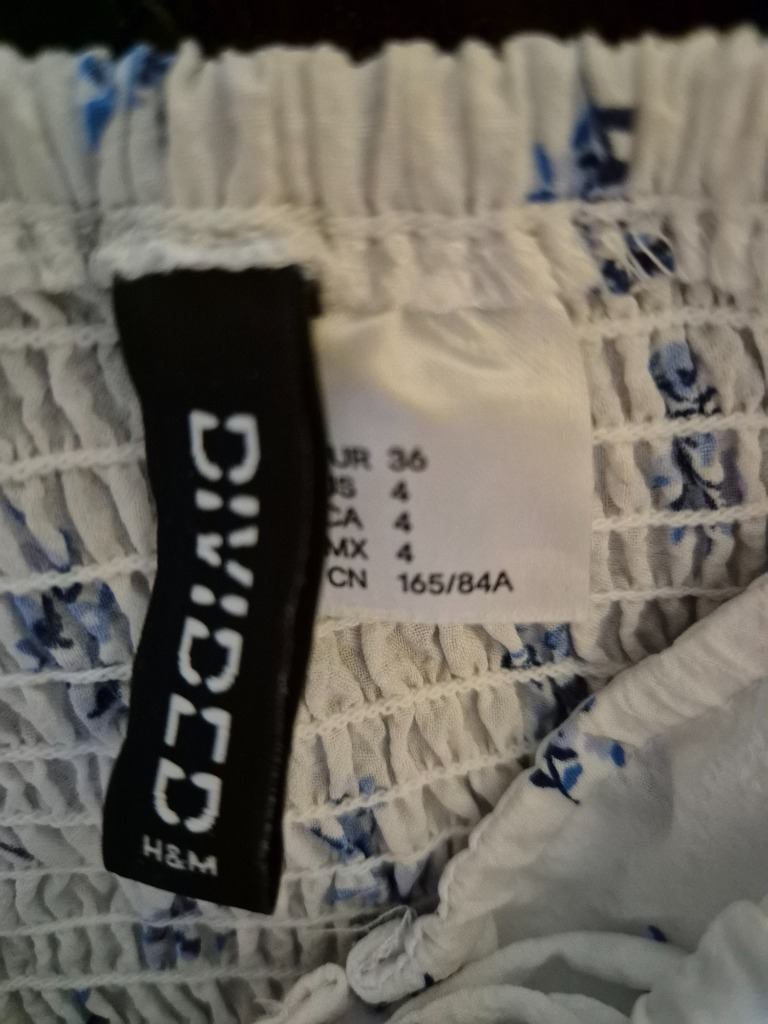 DIVIDED
H&M
EUR 36
US 4
CA 4
MX 4
CN 165/84A